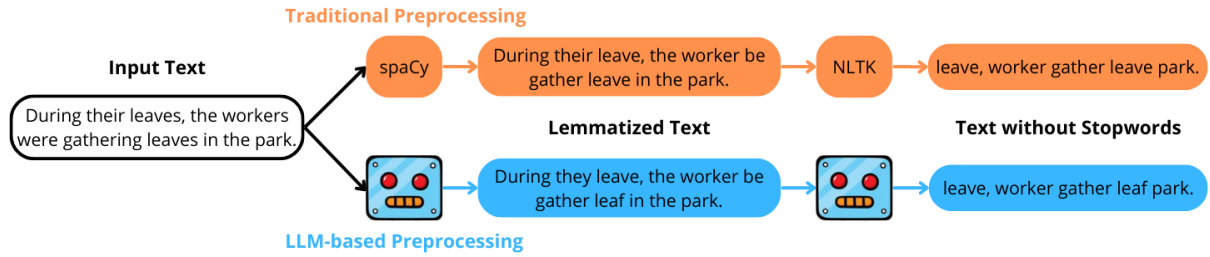 Traditional Preprocessing
Input Text
During their leaves, the workers
were gathering leaves in the park.
spaCy
During their leave, the worker be
gather leave in the park.
NLTK
leave, worker gather leave park.
Lemmatized Text
Text without Stopwords
During they leave, the worker be
gather leaf in the park.
leave, worker gather leaf park.
LLM-based Preprocessing